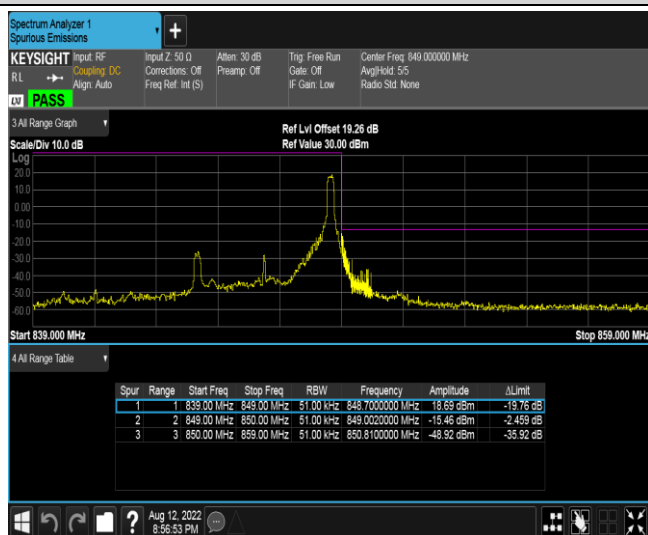 Spectrum Analyzer 1
Spurious Emissions
+
KEYSIGHT Input: RF Input Z: 50 Ω Atten: 30 dB Trig: Free Run Center Freq: 849.000000 MHz
RL Coupling: DC Corrections: Off Preamp: Off Gate: Off Avg|Hold: 5/5
Align: Auto Freq Ref: Int (S) IF Gain: Low Radio Std: None
LXI PASS
3 All Range Graph
Ref Lvl Offset 19.26 dB
Scale/Div 10.0 dB Ref Value 30.00 dBm
Log
20.0
10.0
0.00
-10.0
-20.0
-30.0
-40.0
-50.0
-60.0
Start 839.000 MHz Stop 859.000 MHz
4 All Range Table
Spur Range Start Freq Stop Freq RBW Frequency Amplitude ΔLimit
1 1 839.00 MHz 849.00 MHz 51.00 kHz 848.7000000 MHz 18.69 dBm -19.76 dB
2 2 849.00 MHz 850.00 MHz 51.00 kHz 849.0020000 MHz -15.46 dBm -2.459 dB
3 3 850.00 MHz 859.00 MHz 51.00 kHz 850.8100000 MHz -48.92 dBm -35.92 dB
? Aug 12, 2022
8:56:53 PM